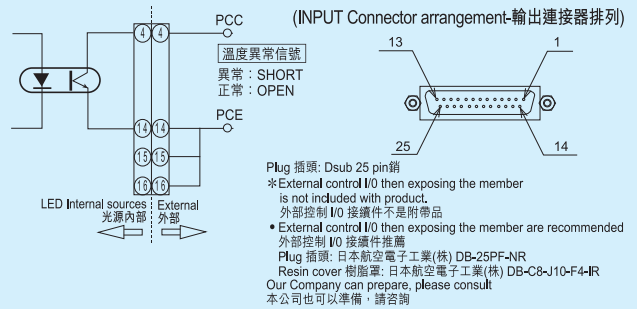 PCC
4 4
溫度異常信號
異常：SHORT
正常：OPEN
PCE
14 14
15 15
16 16
LED Internal sources
光源內部
External
外部
(INPUT Connector arrangement-輸出連接器排列)
13
1
25
14
Plug 插頭: Dsub 25 pin銷
＊External control I/0 then exposing the member
is not included with product.
外部控制 I/0 接續件不是附帶品
• External control I/0 then exposing the member are recommended
外部控制 I/0 接續件推薦
Plug 插頭: 日本航空電子工業(株) DB-25PF-NR
Resin cover 樹脂罩: 日本航空電子工業(株) DB-C8-J10-F4-IR
Our Company can prepare, please consult
本公司也可以準備，請咨詢